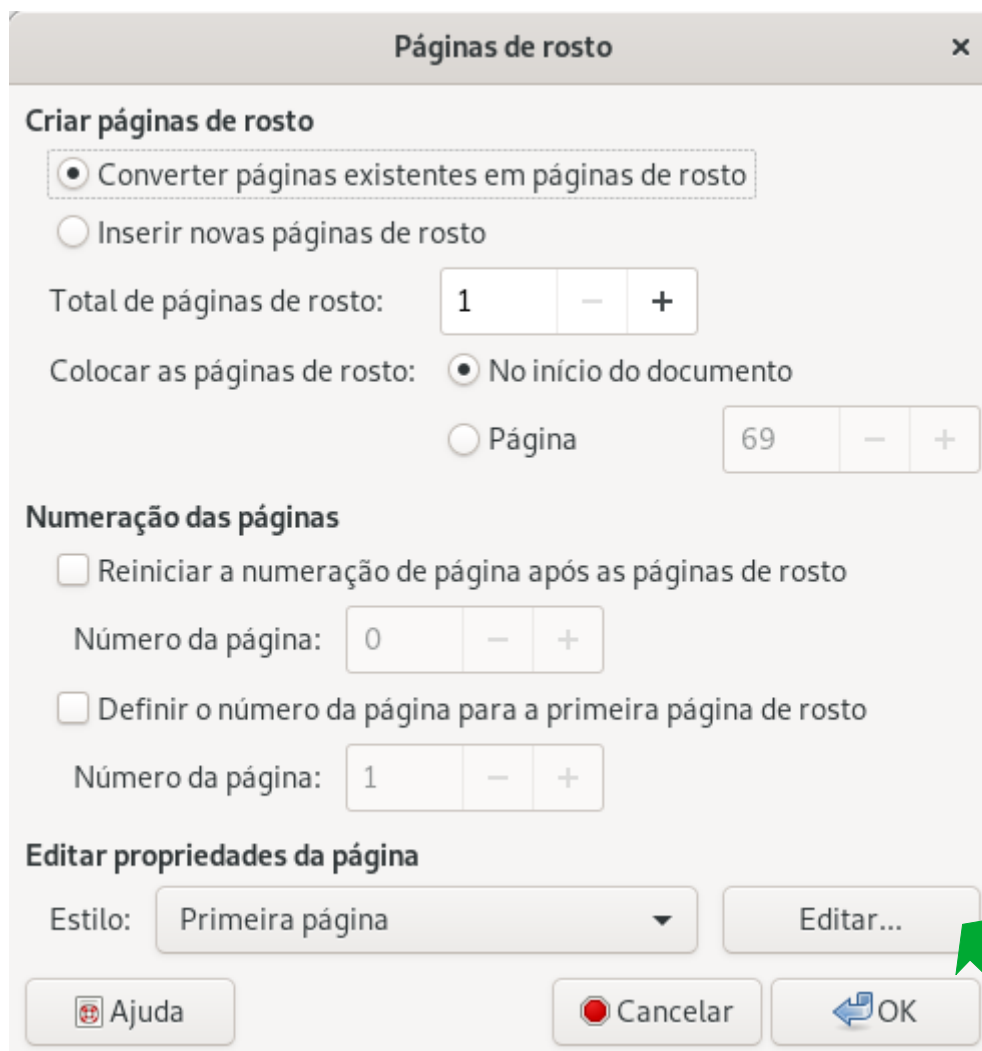 Páginas de rosto ×
Criar páginas de rosto
Converter páginas existentes em páginas de rosto
Inserir novas páginas de rosto
Total de páginas de rosto: 1 − +
Colocar as páginas de rosto: No início do documento
Página 69 − +
Numeração das páginas
Reiniciar a numeração de página após as páginas de rosto
Número da página: 0 − +
Definir o número da página para a primeira página de rosto
Número da página: 1 − +
Editar propriedades da página
Estilo: Primeira página Editar...
Ajuda Cancelar OK